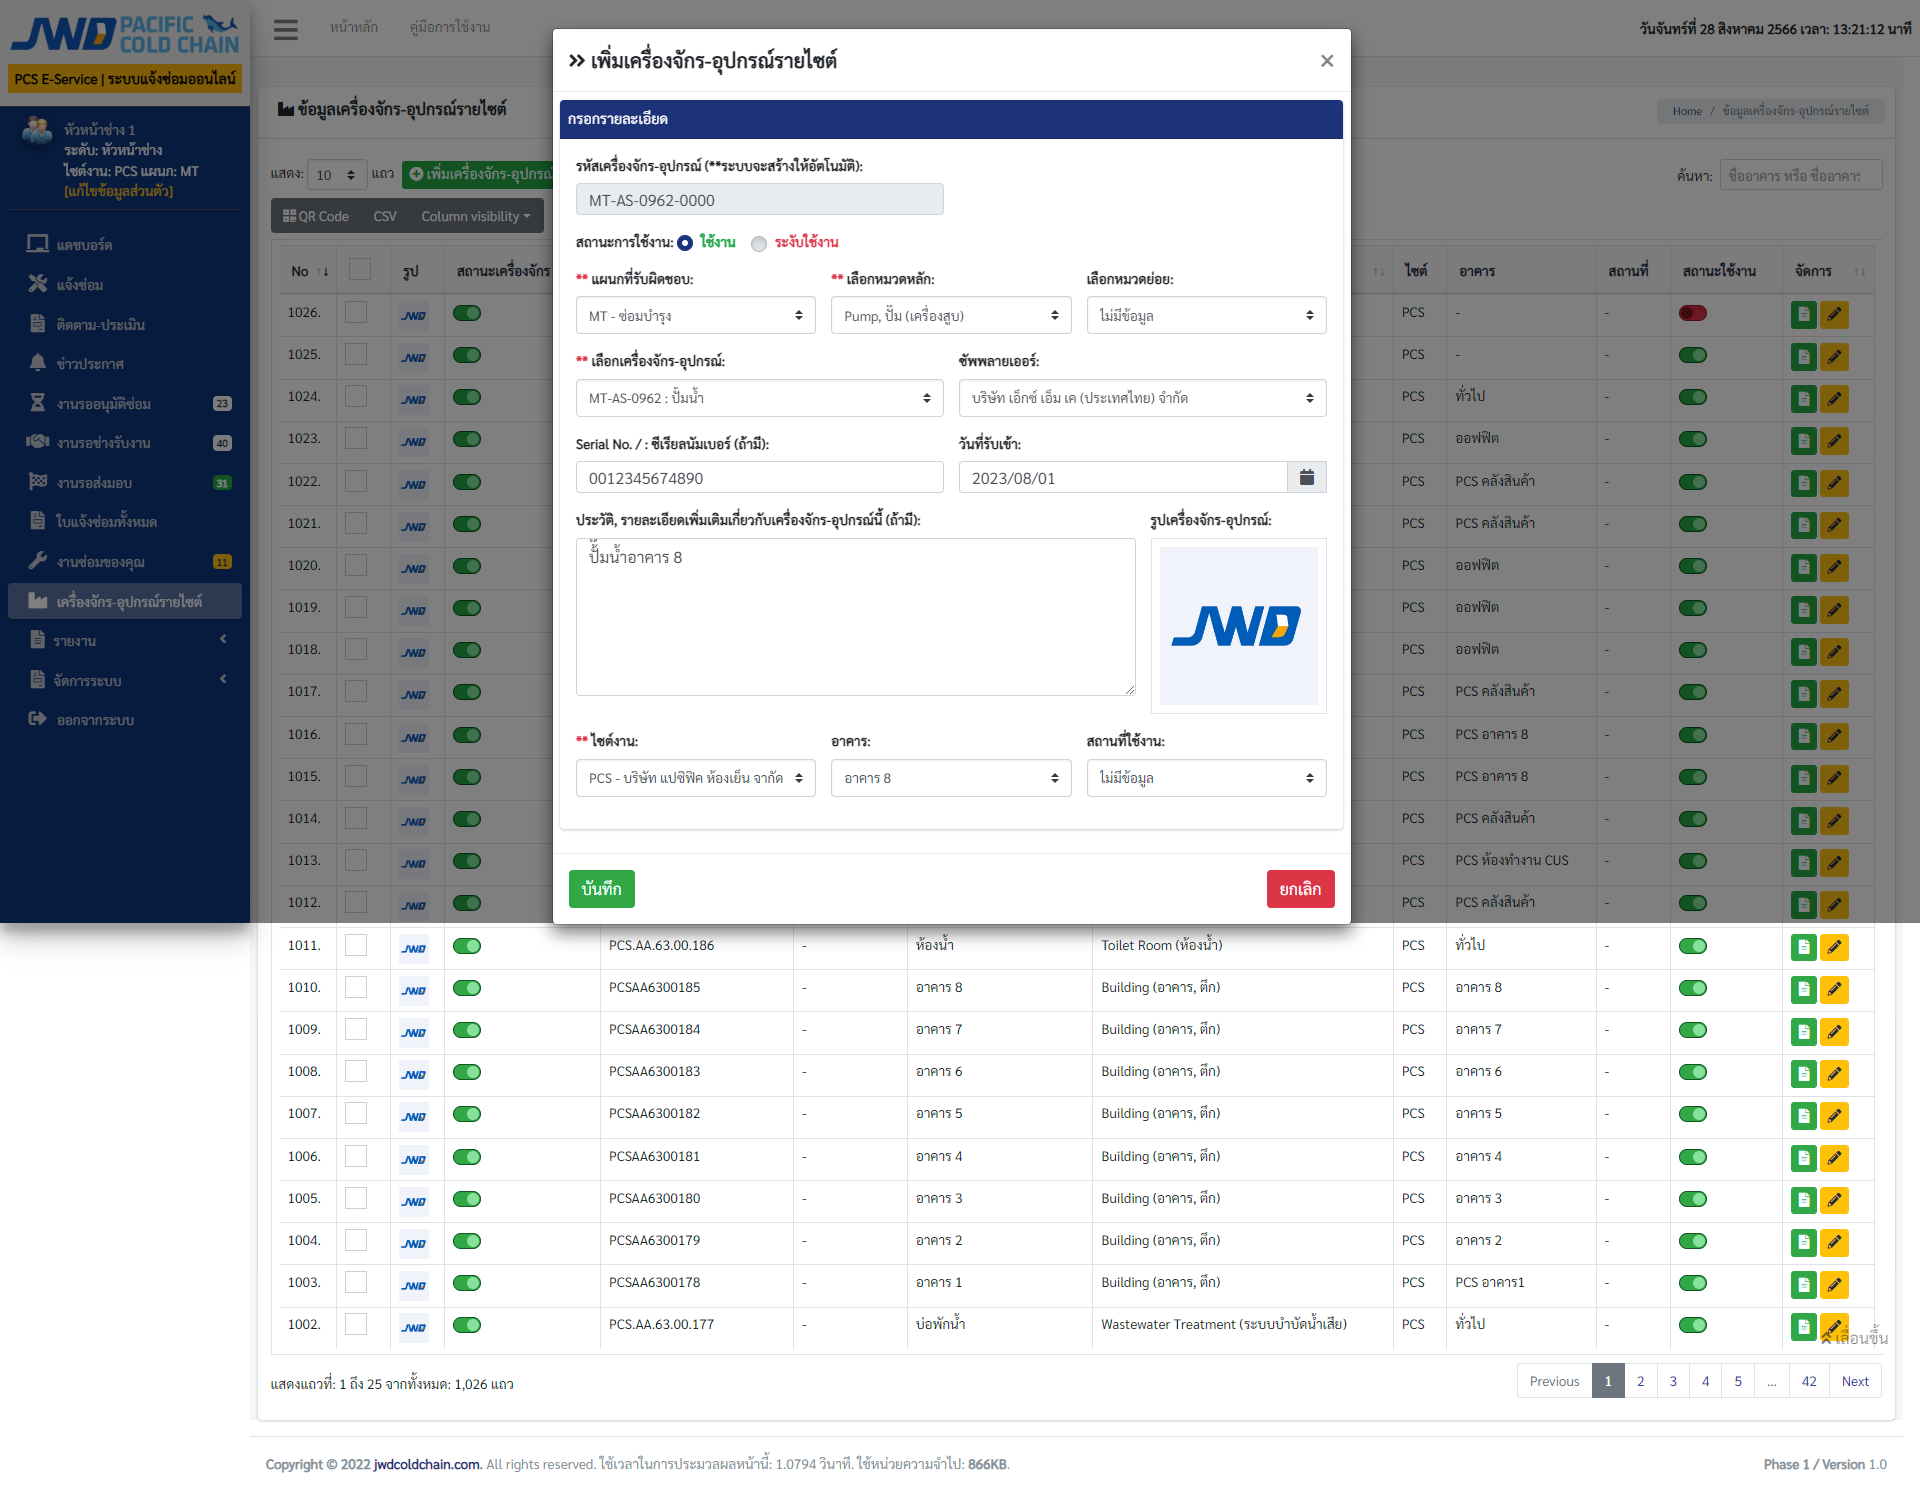 JWD PACIFIC COLD CHAIN
PCS E-Service | ระบบแจ้งซ่อมออนไลน์
หัวหน้าช่าง 1
ระดับ: หัวหน้าช่าง
ไซต์งาน: PCS แผนก: MT
[แก้ไขข้อมูลส่วนตัว]
แดชบอร์ด
แจ้งซ่อม
ติดตาม-ประเมิน
ข่าวประกาศ
งานรออนุมัติซ่อม 23
งานรอช่างรับงาน 40
งานรอส่งมอบ 31
ใบแจ้งซ่อมทั้งหมด
งานซ่อมของคุณ 11
เครื่องจักร-อุปกรณ์รายไซต์
รายงาน
จัดการระบบ
ออกจากระบบ
หน้าหลัก คู่มือการใช้งาน
วันจันทร์ที่ 28 สิงหาคม 2566 เวลา: 13:21:12 นาที
ข้อมูลเครื่องจักร-อุปกรณ์รายไซต์
Home / ข้อมูลเครื่องจักร-อุปกรณ์รายไซต์
แสดง: 10 แถว เพิ่มเครื่องจักร-อุปกรณ์
ค้นหา: ชื่ออาคาร หรือ ชื่ออาคาร
QR Code CSV Column visibility
No รูป สถานะเครื่องจักร ไซต์ อาคาร สถานที่ สถานะใช้งาน จัดการ
1026. JWD PCS - -
1025. JWD PCS - -
1024. JWD PCS ทั่วไป -
1023. JWD PCS ออฟฟิต -
1022. JWD PCS PCS คลังสินค้า -
1021. JWD PCS PCS คลังสินค้า -
1020. JWD PCS ออฟฟิต -
1019. JWD PCS ออฟฟิต -
1018. JWD PCS ออฟฟิต -
1017. JWD PCS PCS คลังสินค้า -
1016. JWD PCS PCS อาคาร 8 -
1015. JWD PCS PCS อาคาร 8 -
1014. JWD PCS PCS คลังสินค้า -
1013. JWD PCS PCS ห้องทำงาน CUS -
1012. JWD PCS PCS คลังสินค้า -
เพิ่มเครื่องจักร-อุปกรณ์รายไซต์ ×
กรอกรายละเอียด
รหัสเครื่องจักร-อุปกรณ์ (**ระบบจะสร้างให้อัตโนมัติ):
MT-AS-0962-0000
สถานะการใช้งาน: ใช้งาน ระงับใช้งาน
** แผนกที่รับผิดชอบ: ** เลือกหมวดหลัก: เลือกหมวดย่อย:
MT - ซ่อมบำรุง Pump, ปั๊ม (เครื่องสูบ) ไม่มีข้อมูล
** เลือกเครื่องจักร-อุปกรณ์: ซัพพลายเออร์:
MT-AS-0962 : ปั้มน้ำ บริษัท เอ็กซ์ เอ็ม เค (ประเทศไทย) จำกัด
Serial No. / : ซีเรียลนัมเบอร์ (ถ้ามี): วันที่รับเข้า:
0012345674890 2023/08/01
ประวัติ, รายละเอียดเพิ่มเติมเกี่ยวกับเครื่องจักร-อุปกรณ์นี้ (ถ้ามี): รูปเครื่องจักร-อุปกรณ์:
ปั๊มน้ำอาคาร 8
JWD
** ไซต์งาน: อาคาร: สถานที่ใช้งาน:
PCS - บริษัท แปซิฟิค ห้องเย็น จากัด อาคาร 8 ไม่มีข้อมูล
บันทึก ยกเลิก
1011. JWD PCS.AA.63.00.186 - ห้องน้ำ Toilet Room (ห้องน้ำ) PCS ทั่วไป -
1010. JWD PCSAA6300185 - อาคาร 8 Building (อาคาร, ตึก) PCS อาคาร 8 -
1009. JWD PCSAA6300184 - อาคาร 7 Building (อาคาร, ตึก) PCS อาคาร 7 -
1008. JWD PCSAA6300183 - อาคาร 6 Building (อาคาร, ตึก) PCS อาคาร 6 -
1007. JWD PCSAA6300182 - อาคาร 5 Building (อาคาร, ตึก) PCS อาคาร 5 -
1006. JWD PCSAA6300181 - อาคาร 4 Building (อาคาร, ตึก) PCS อาคาร 4 -
1005. JWD PCSAA6300180 - อาคาร 3 Building (อาคาร, ตึก) PCS อาคาร 3 -
1004. JWD PCSAA6300179 - อาคาร 2 Building (อาคาร, ตึก) PCS อาคาร 2 -
1003. JWD PCSAA6300178 - อาคาร 1 Building (อาคาร, ตึก) PCS PCS อาคาร1 -
1002. JWD PCS.AA.63.00.177 - บ่อพักน้ำ Wastewater Treatment (ระบบบำบัดน้ำเสีย) PCS ทั่วไป -
เลื่อนขึ้น
แสดงแถวที่: 1 ถึง 25 จากทั้งหมด: 1,026 แถว
Previous 1 2 3 4 5 ... 42 Next
Copyright © 2022 jwdcoldchain.com. All rights reserved. ใช้เวลาในการประมวลผลหน้านี้: 1.0794 วินาที. ใช้หน่วยความจำไป: 866KB.
Phase 1 / Version 1.0